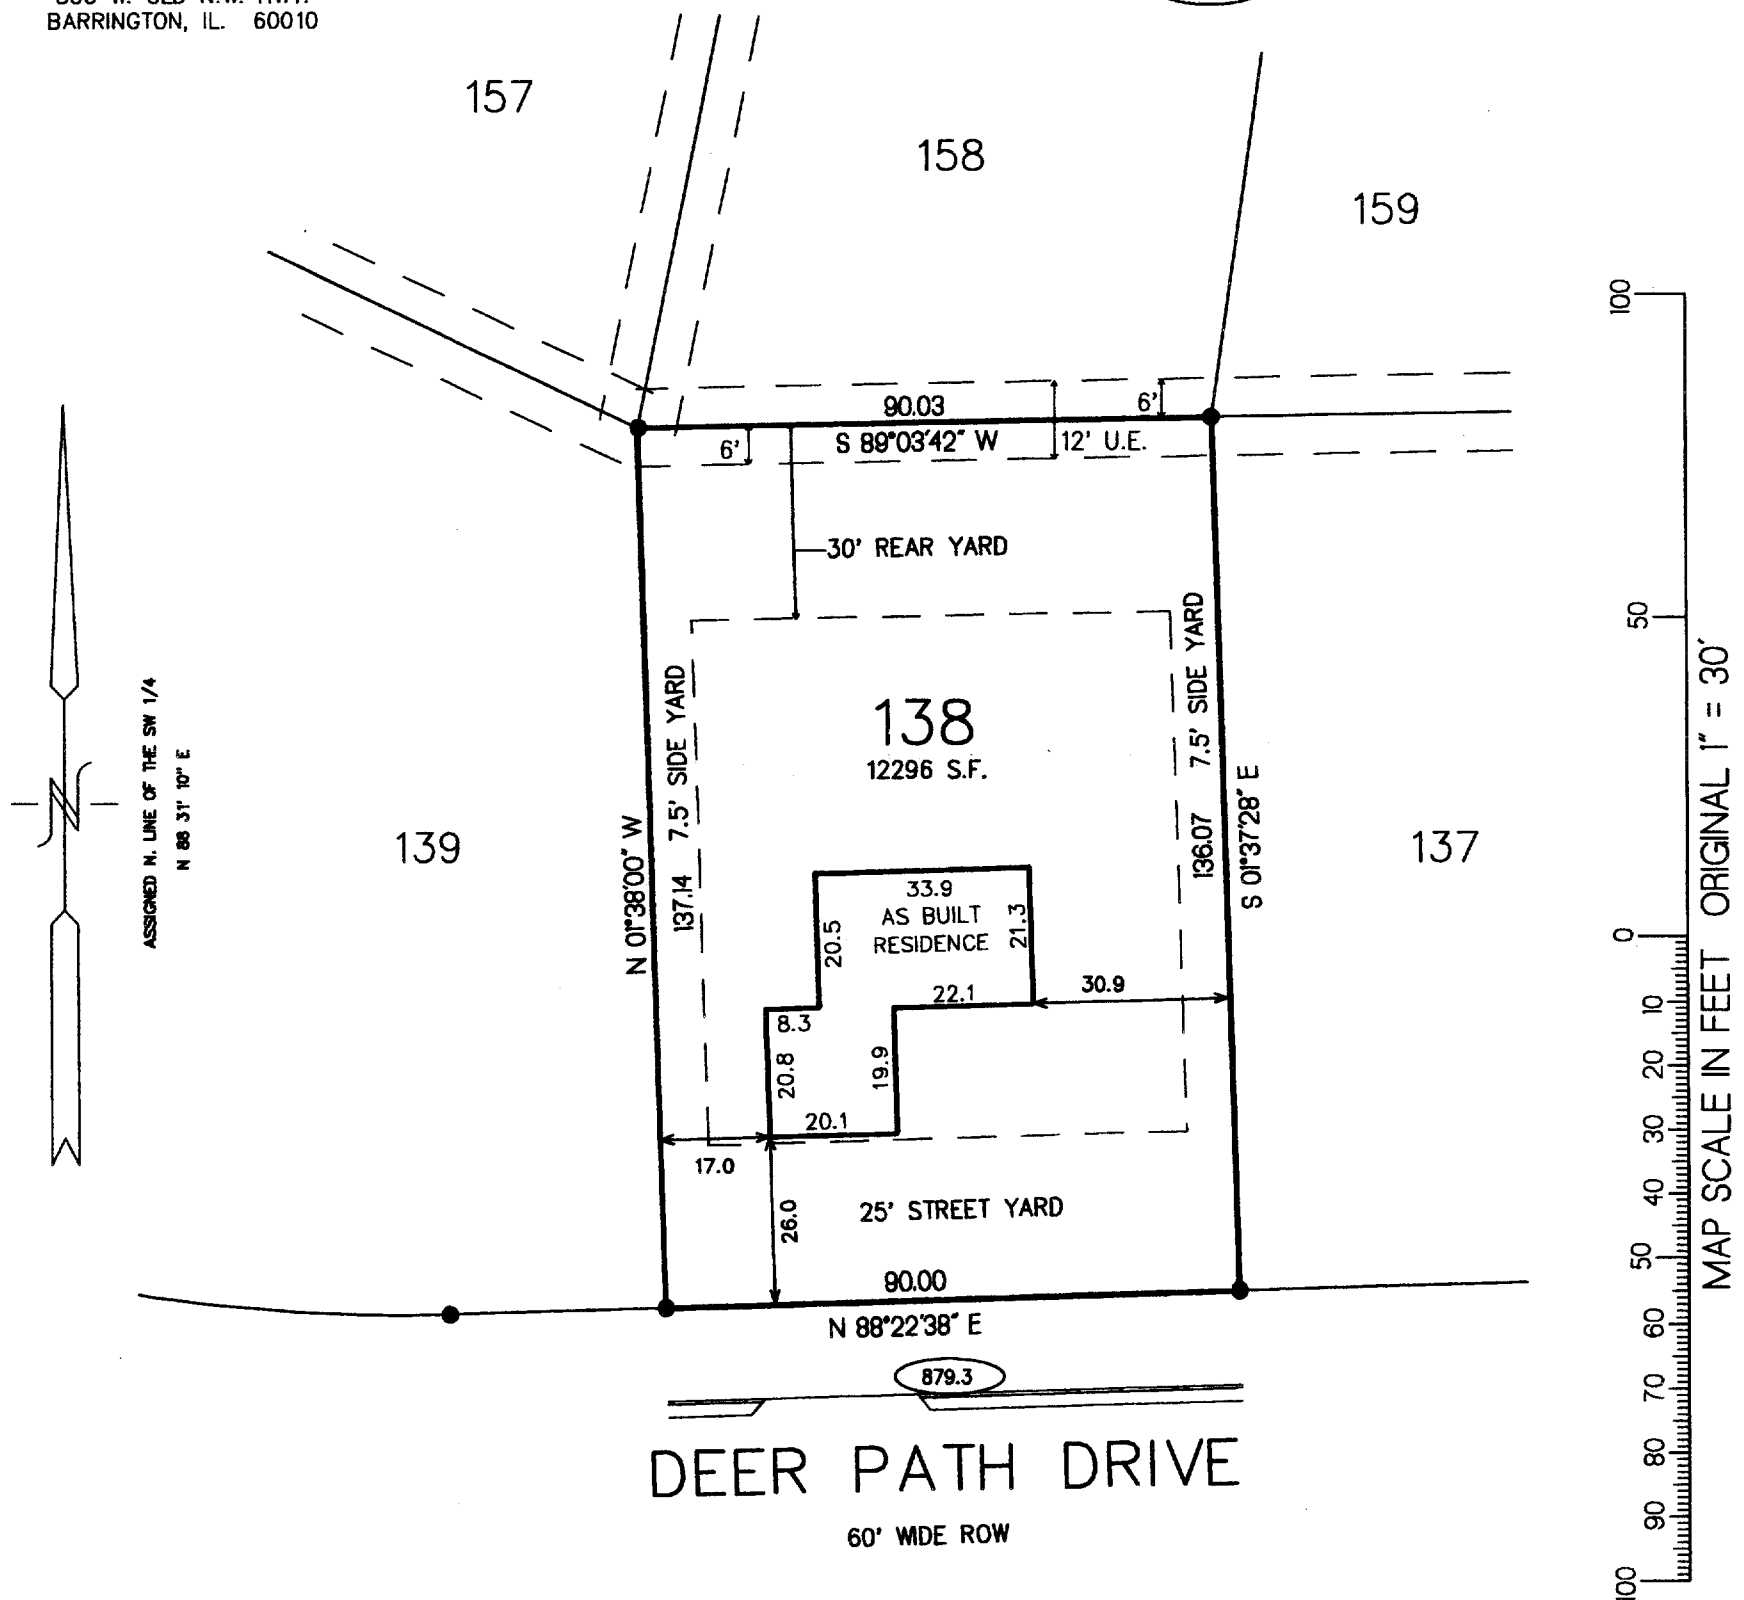 BARRINGTON, IL. 60010
157
158
159
100
90.03
6'
S 89°03'42" W
12' U.E.
6'
30' REAR YARD
50
7.5' SIDE YARD
7.5' SIDE YARD
138
12296 S.F.
ASSIGNED N. LINE OF THE SW 1/4
N 88 31' 10" E
N
139
N 01°38'00" W
137.14
136.07
S 01°37'28" E
137
33.9
AS BUILT
RESIDENCE
20.5
21.3
0
22.1
30.9
8.3
10
20.8
19.9
20
20.1
30
17.0
40
26.0
25' STREET YARD
50
90.00
N 88°22'38" E
60
879.3
70
DEER PATH DRIVE
80
60' WIDE ROW
90
100
MAP SCALE IN FEET ORIGINAL 1" = 30'